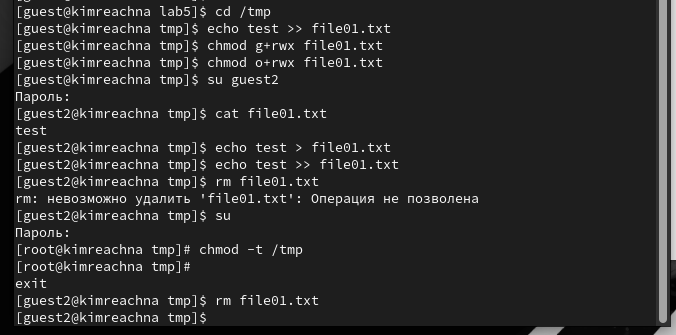 [guest@kimreachna lab5]$ cd /tmp
[guest@kimreachna tmp]$ echo test >> file01.txt
[guest@kimreachna tmp]$ chmod g+rwx file01.txt
[guest@kimreachna tmp]$ chmod o+rwx file01.txt
[guest@kimreachna tmp]$ su guest2
Пароль:
[guest2@kimreachna tmp]$ cat file01.txt
test
[guest2@kimreachna tmp]$ echo test > file01.txt
[guest2@kimreachna tmp]$ echo test >> file01.txt
[guest2@kimreachna tmp]$ rm file01.txt
rm: невозможно удалить 'file01.txt': Операция не позволена
[guest2@kimreachna tmp]$ su
Пароль:
[root@kimreachna tmp]# chmod -t /tmp
[root@kimreachna tmp]#
exit
[guest2@kimreachna tmp]$ rm file01.txt
[guest2@kimreachna tmp]$